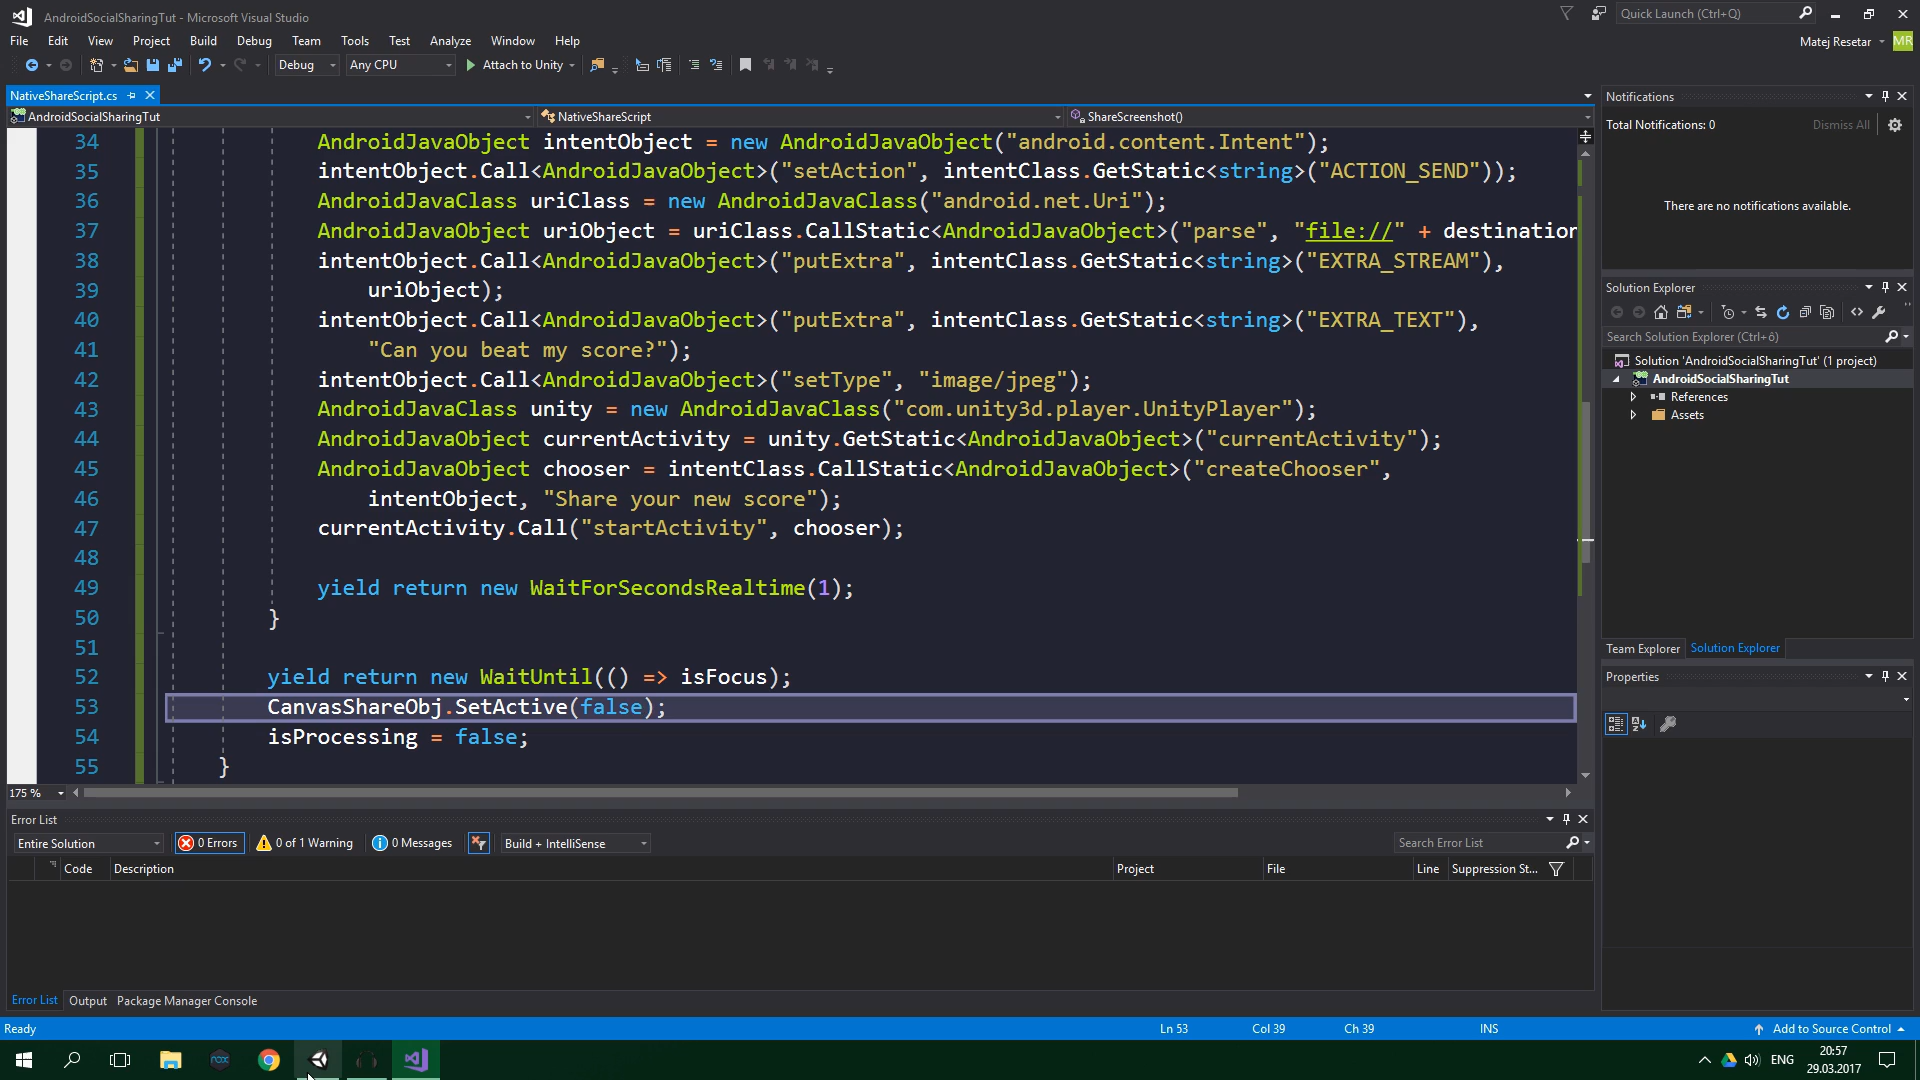 AndroidSocialSharingTut - Microsoft Visual Studio
Quick Launch (Ctrl+Q)
File Edit View Project Build Debug Team Tools Test Analyze Window Help
Matej Resetar MR
Debug Any CPU Attach to Unity
NativeShareScript.cs
AndroidSocialSharingTut NativeShareScript ShareScreenshot()
34 AndroidJavaObject intentObject = new AndroidJavaObject("android.content.Intent");
35 intentObject.Call<AndroidJavaObject>("setAction", intentClass.GetStatic<string>("ACTION_SEND"));
36 AndroidJavaClass uriClass = new AndroidJavaClass("android.net.Uri");
37 AndroidJavaObject uriObject = uriClass.CallStatic<AndroidJavaObject>("parse", "file://" + destination
38 intentObject.Call<AndroidJavaObject>("putExtra", intentClass.GetStatic<string>("EXTRA_STREAM"),
39 uriObject);
40 intentObject.Call<AndroidJavaObject>("putExtra", intentClass.GetStatic<string>("EXTRA_TEXT"),
41 "Can you beat my score?");
42 intentObject.Call<AndroidJavaObject>("setType", "image/jpeg");
43 AndroidJavaClass unity = new AndroidJavaClass("com.unity3d.player.UnityPlayer");
44 AndroidJavaObject currentActivity = unity.GetStatic<AndroidJavaObject>("currentActivity");
45 AndroidJavaObject chooser = intentClass.CallStatic<AndroidJavaObject>("createChooser",
46 intentObject, "Share your new score");
47 currentActivity.Call("startActivity", chooser);
48
49 yield return new WaitForSecondsRealtime(1);
50 }
51
52 yield return new WaitUntil(() => isFocus);
53 CanvasShareObj.SetActive(false);
54 isProcessing = false;
55 }
175 %
Notifications
Total Notifications: 0 Dismiss All
There are no notifications available.
Solution Explorer
Search Solution Explorer (Ctrl+ő)
Solution 'AndroidSocialSharingTut' (1 project)
AndroidSocialSharingTut
References
Assets
Team Explorer Solution Explorer
Properties
Error List
Entire Solution 0 Errors 0 of 1 Warning 0 Messages Build + IntelliSense Search Error List
Code Description Project File Line Suppression St...
Error List Output Package Manager Console
Ready Ln 53 Col 39 Ch 39 INS Add to Source Control
nox ENG 20:57
29.03.2017